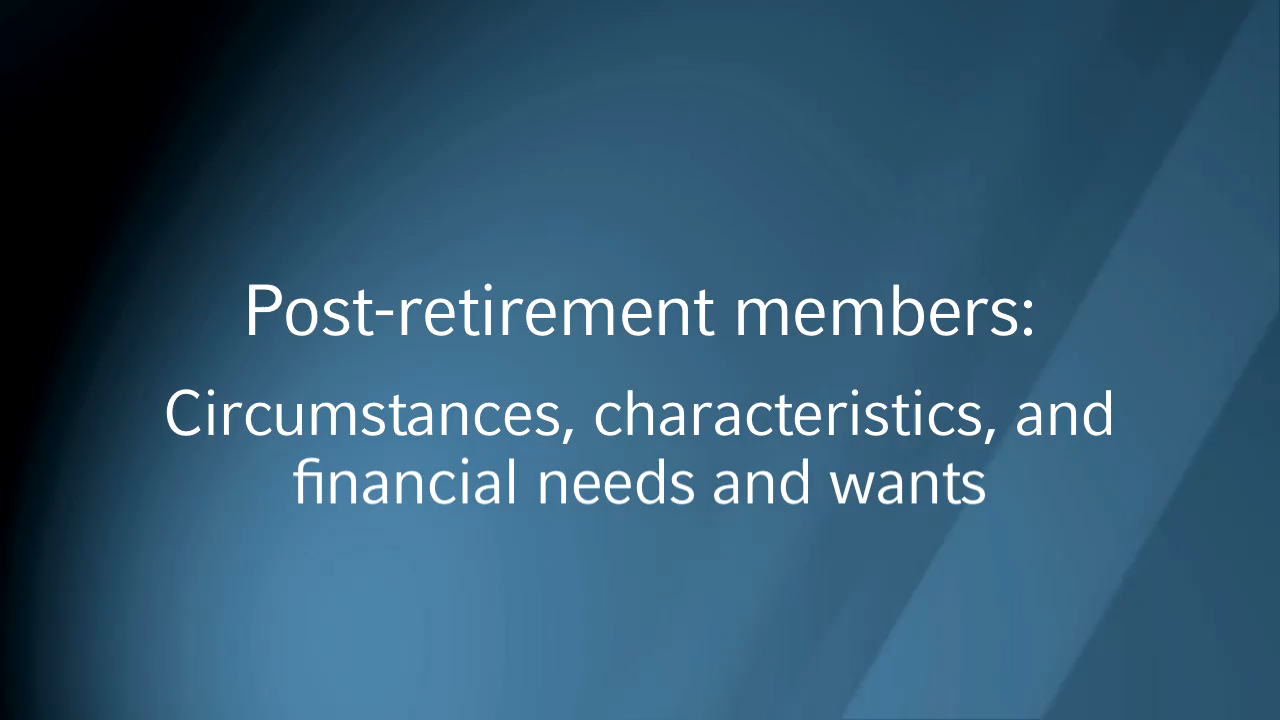 Post-retirement members:
Circumstances, characteristics, and
financial needs and wants